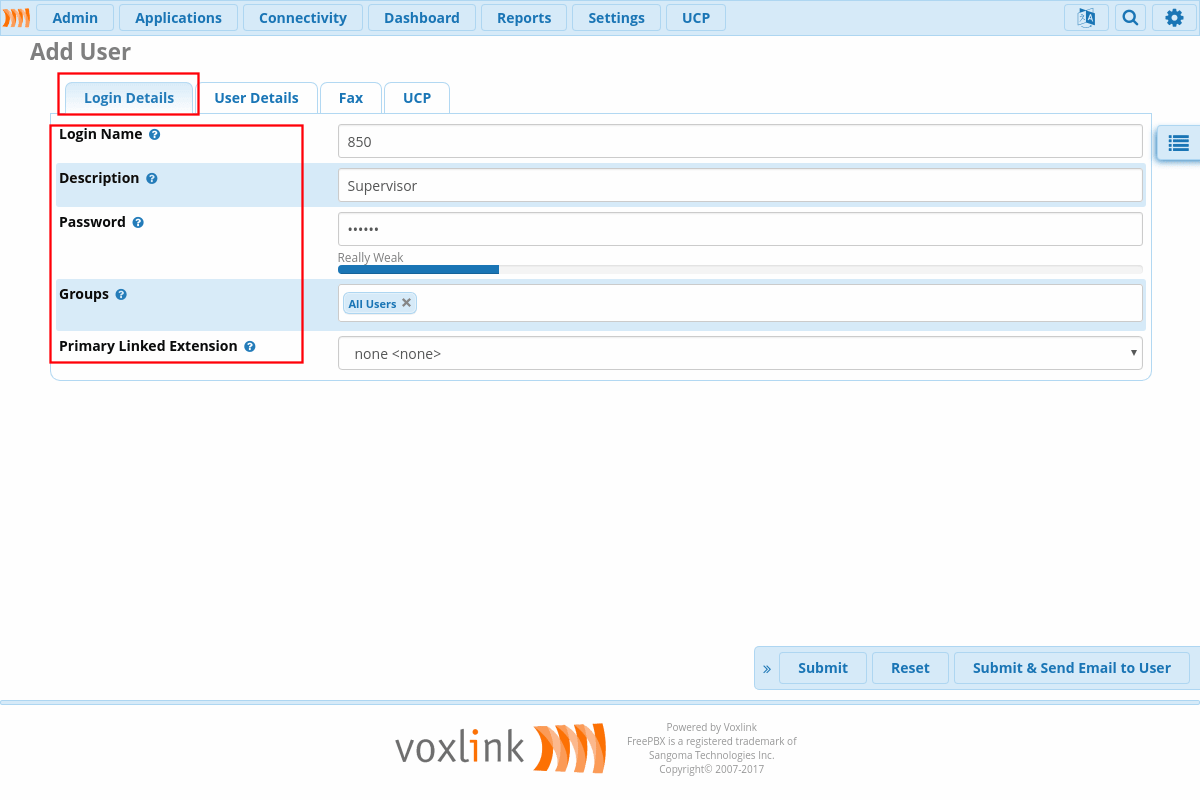 Admin Applications Connectivity Dashboard Reports Settings UCP
Add User
Login Details User Details Fax UCP
Login Name 850
Description Supervisor
Password ••••••
Really Weak
Groups All Users
Primary Linked Extension none <none>
» Submit Reset Submit & Send Email to User
voxlink
Powered by Voxlink
FreePBX is a registered trademark of
Sangoma Technologies Inc.
Copyright© 2007-2017